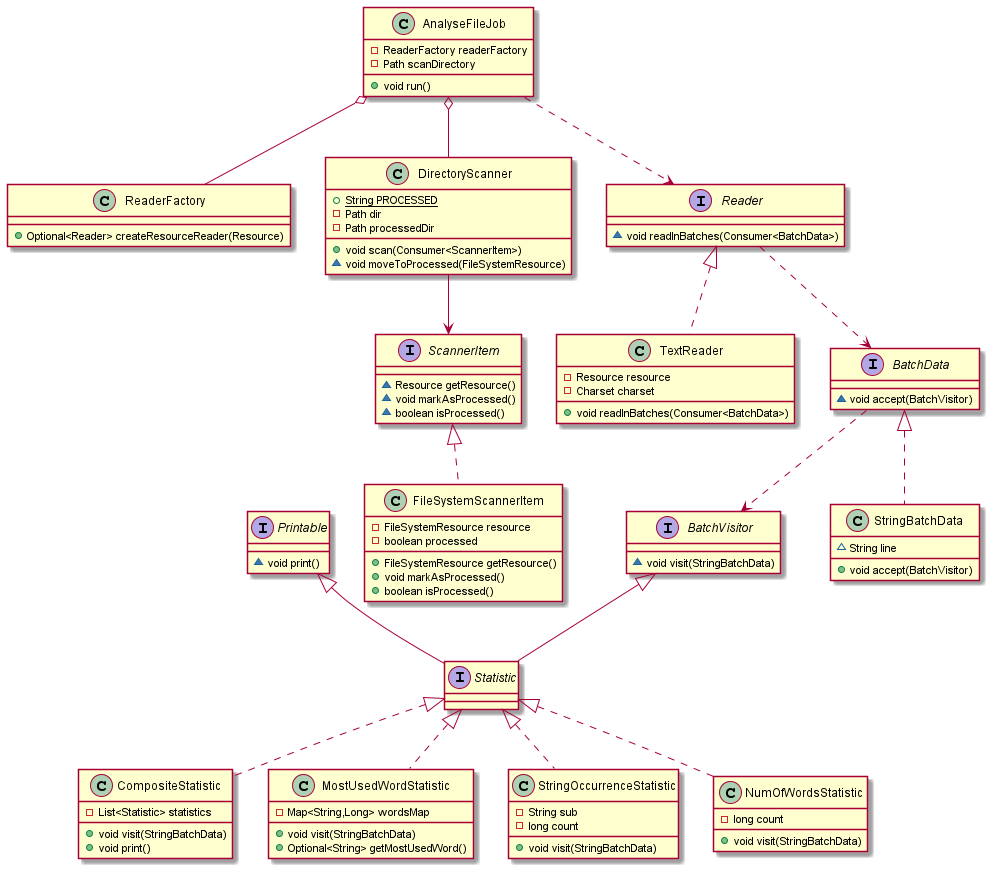 C AnalyseFileJob
ReaderFactory readerFactory
Path scanDirectory
void run()
C ReaderFactory
Optional<Reader> createResourceReader(Resource)
C DirectoryScanner
String PROCESSED
Path dir
Path processedDir
void scan(Consumer<ScannerItem>)
void moveToProcessed(FileSystemResource)
I Reader
void readInBatches(Consumer<BatchData>)
I ScannerItem
Resource getResource()
void markAsProcessed()
boolean isProcessed()
C TextReader
Resource resource
Charset charset
void readInBatches(Consumer<BatchData>)
I BatchData
void accept(BatchVisitor)
I Printable
void print()
C FileSystemScannerItem
FileSystemResource resource
boolean processed
FileSystemResource getResource()
void markAsProcessed()
boolean isProcessed()
I BatchVisitor
void visit(StringBatchData)
C StringBatchData
String line
void accept(BatchVisitor)
I Statistic
C CompositeStatistic
List<Statistic> statistics
void visit(StringBatchData)
void print()
C MostUsedWordStatistic
Map<String,Long> wordsMap
void visit(StringBatchData)
Optional<String> getMostUsedWord()
C StringOccurrenceStatistic
String sub
long count
void visit(StringBatchData)
C NumOfWordsStatistic
long count
void visit(StringBatchData)